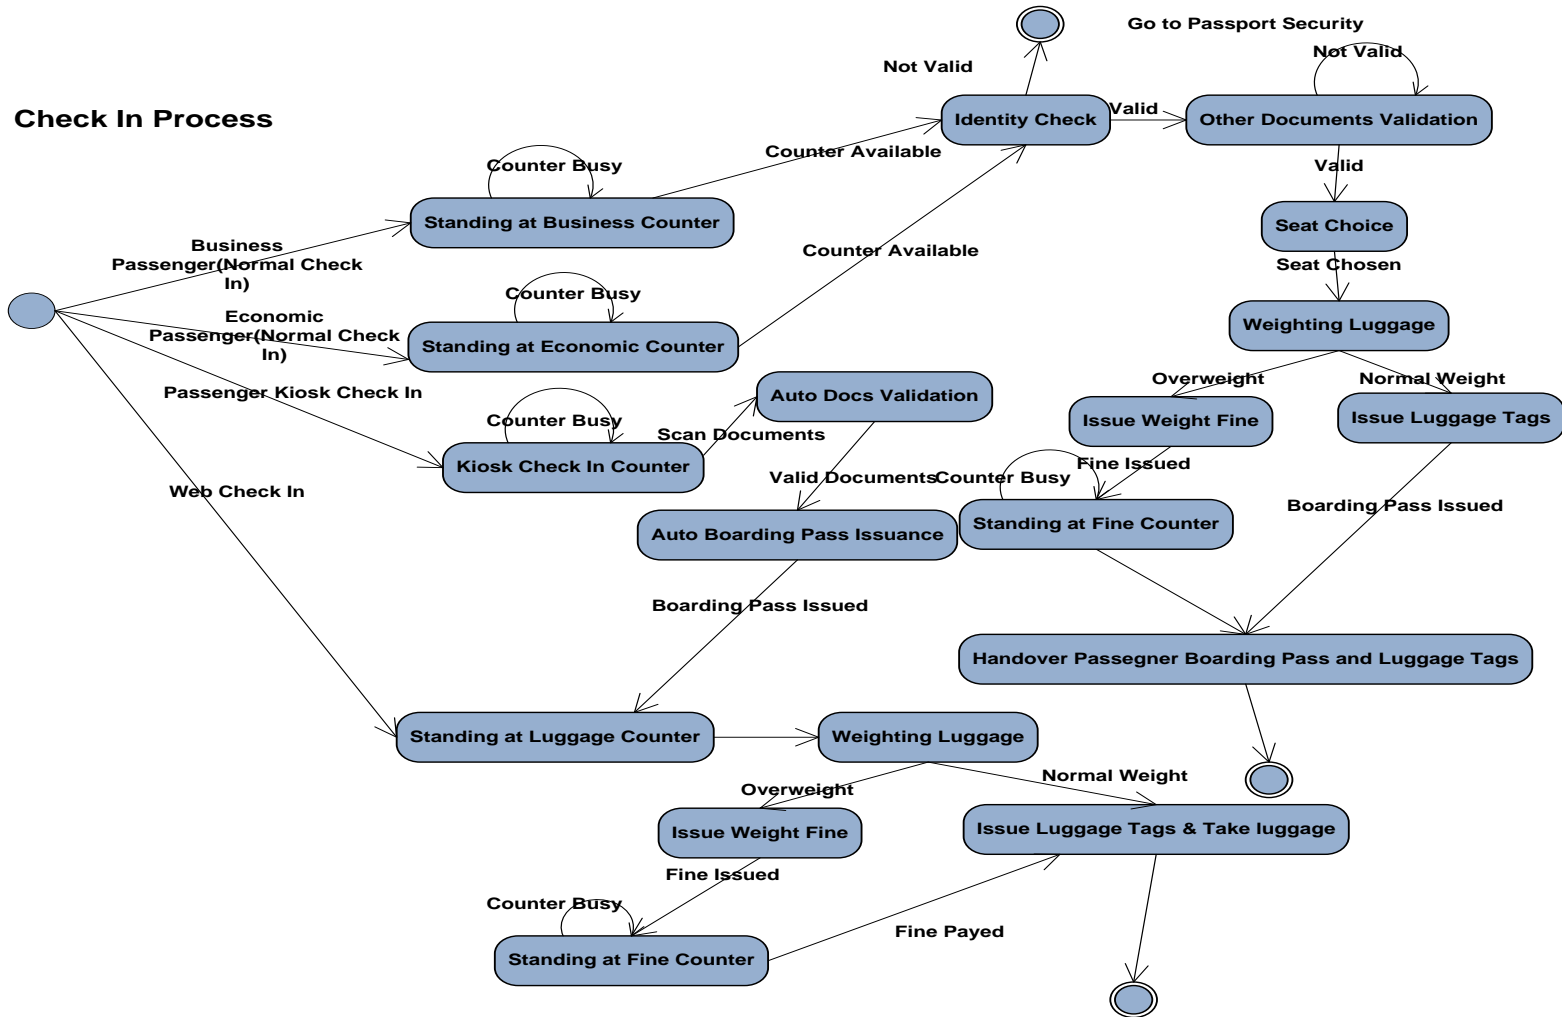 Go to Passport Security
Not Valid
Not Valid
Check In Process
Identity Check
Valid
Other Documents Validation
Counter Busy
Counter Available
Valid
Standing at Business Counter
Seat Choice
Business
Passenger(Normal Check
In)
Counter Available
Seat Chosen
Counter Busy
Economic
Passenger(Normal Check
In)
Standing at Economic Counter
Weighting Luggage
Passenger Kiosk Check In
Auto Docs Validation
Overweight
Normal Weight
Counter Busy
Scan Documents
Issue Weight Fine
Issue Luggage Tags
Kiosk Check In Counter
Fine Issued
Web Check In
Valid Documents
Counter Busy
Boarding Pass Issued
Auto Boarding Pass Issuance
Standing at Fine Counter
Boarding Pass Issued
Handover Passegner Boarding Pass and Luggage Tags
Standing at Luggage Counter
Weighting Luggage
Normal Weight
Overweight
Issue Weight Fine
Issue Luggage Tags & Take luggage
Fine Issued
Counter Busy
Fine Payed
Standing at Fine Counter